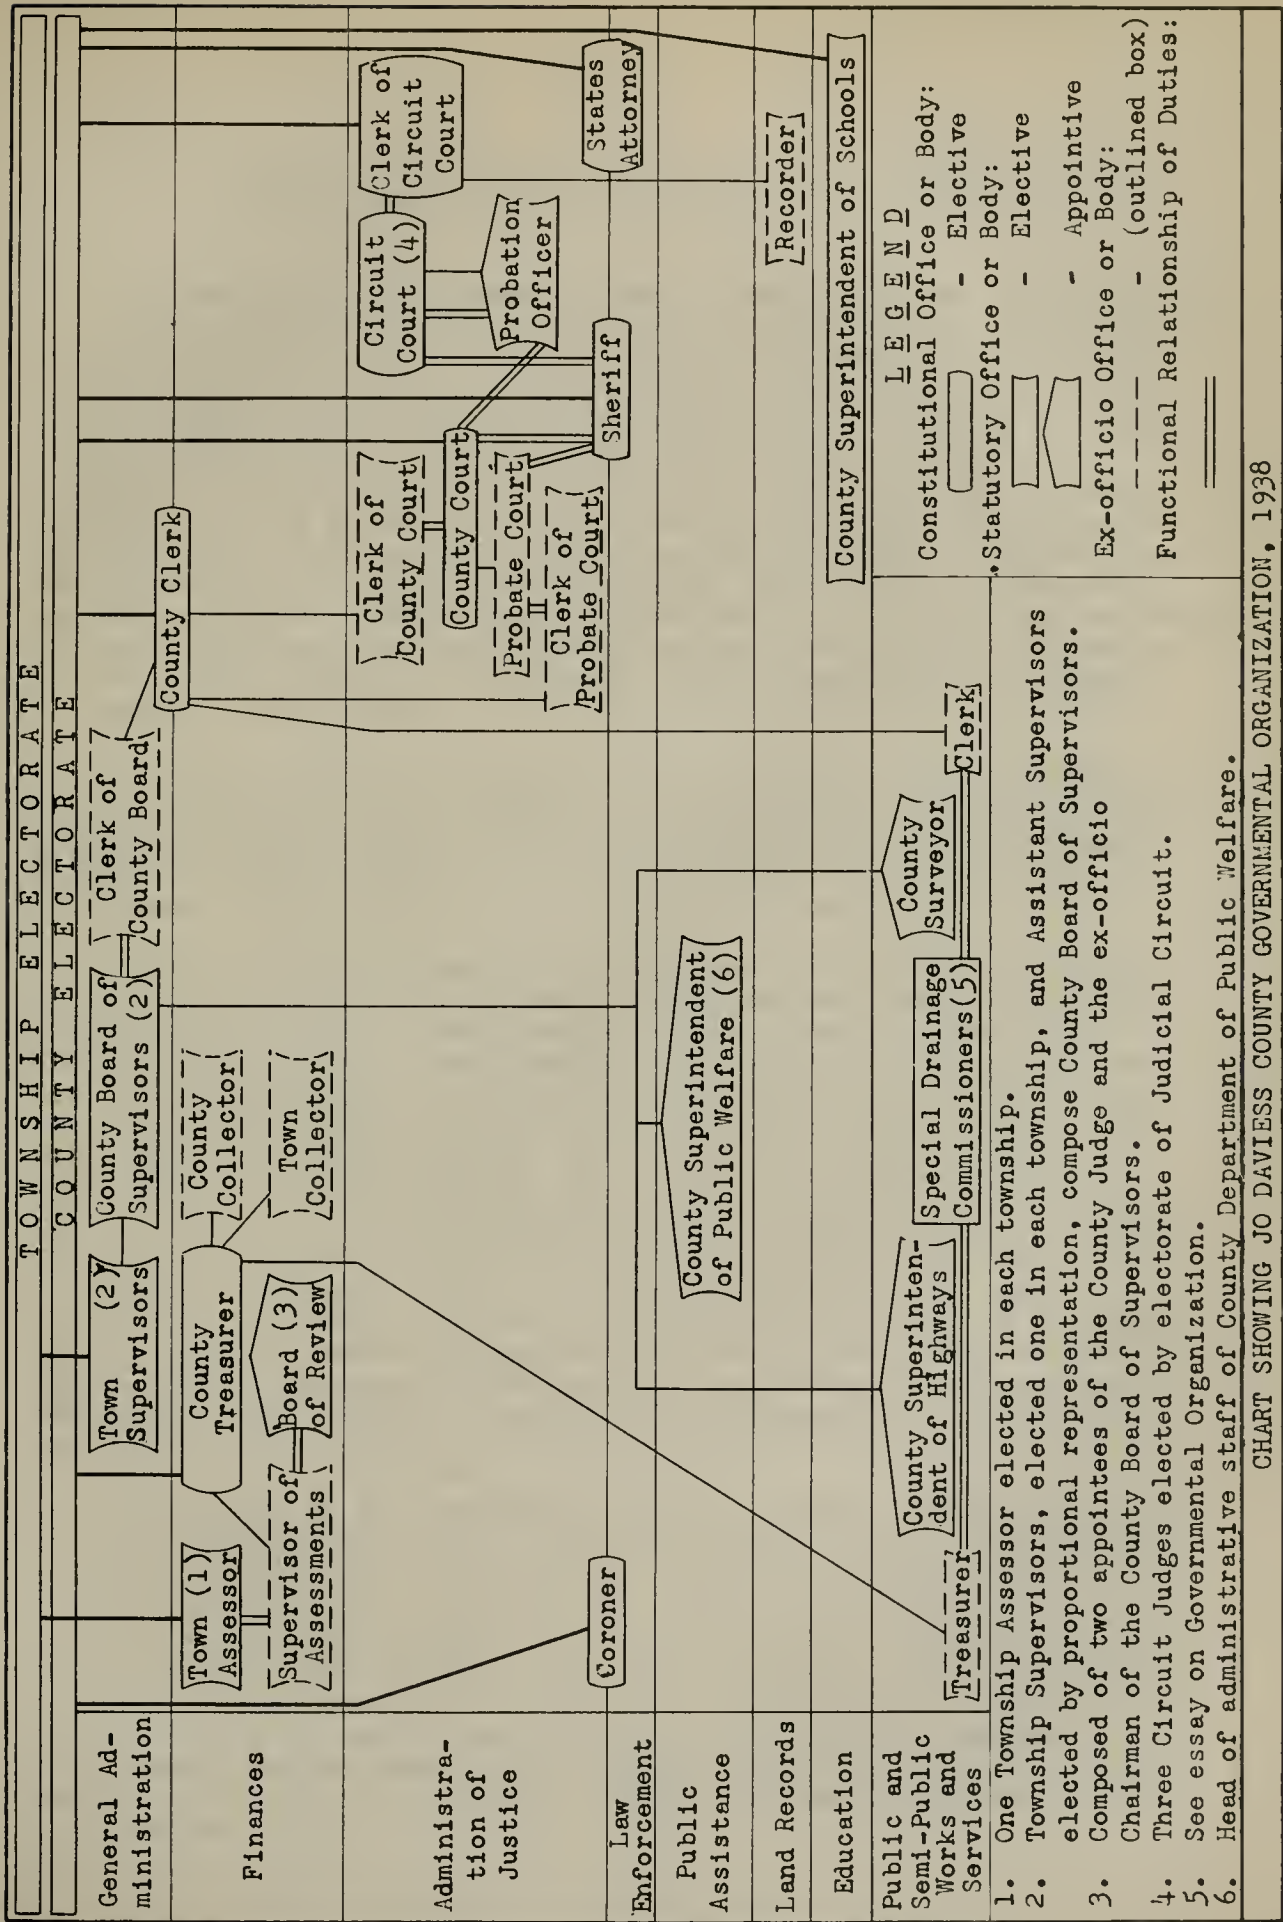 TOWNSHIP ELECTORATE
COUNTY ELECTORATE
General Ad-
ministration
Town (2)
Supervisors
County Board of
Supervisors (2)
Clerk of
County Board
Finances
Town (1)
Assessor
Supervisor of
Assessments
County
Treasurer
Board (3)
of Review
County
Collector
Town
Collector
County Clerk
Administra-
tion of
Justice
Clerk of
County Court
County Court
Probate Court
Clerk of
Probate Court
Circuit
Court (4)
Probation
Officer
Clerk of
Circuit
Court
Law
Enforcement
Coroner
Sheriff
States
Attorney
Public
Assistance
County Superintendent
of Public Welfare (6)
Land Records
Recorder
Education
County Superintendent of Schools
Public and
Semi-Public
Works and
Services
Treasurer
County Superinten-
dent of Highways
Special Drainage
Commissioners(5)
County
Surveyor
Clerk
1. One Township Assessor elected in each township.
2. Township Supervisors, elected one in each township, and Assistant Supervisors
elected by proportional representation, compose County Board of Supervisors.
3. Composed of two appointees of the County Judge and the ex-officio
Chairman of the County Board of Supervisors.
4. Three Circuit Judges elected by electorate of Judicial Circuit.
5. See essay on Governmental Organization.
6. Head of administrative staff of County Department of Public Welfare.
LEGEND
Constitutional Office or Body:
- Elective
Statutory Office or Body:
- Elective
- Appointive
Ex-officio Office or Body:
- (outlined box)
Functional Relationship of Duties:
CHART SHOWING JO DAVIESS COUNTY GOVERNMENTAL ORGANIZATION, 1938